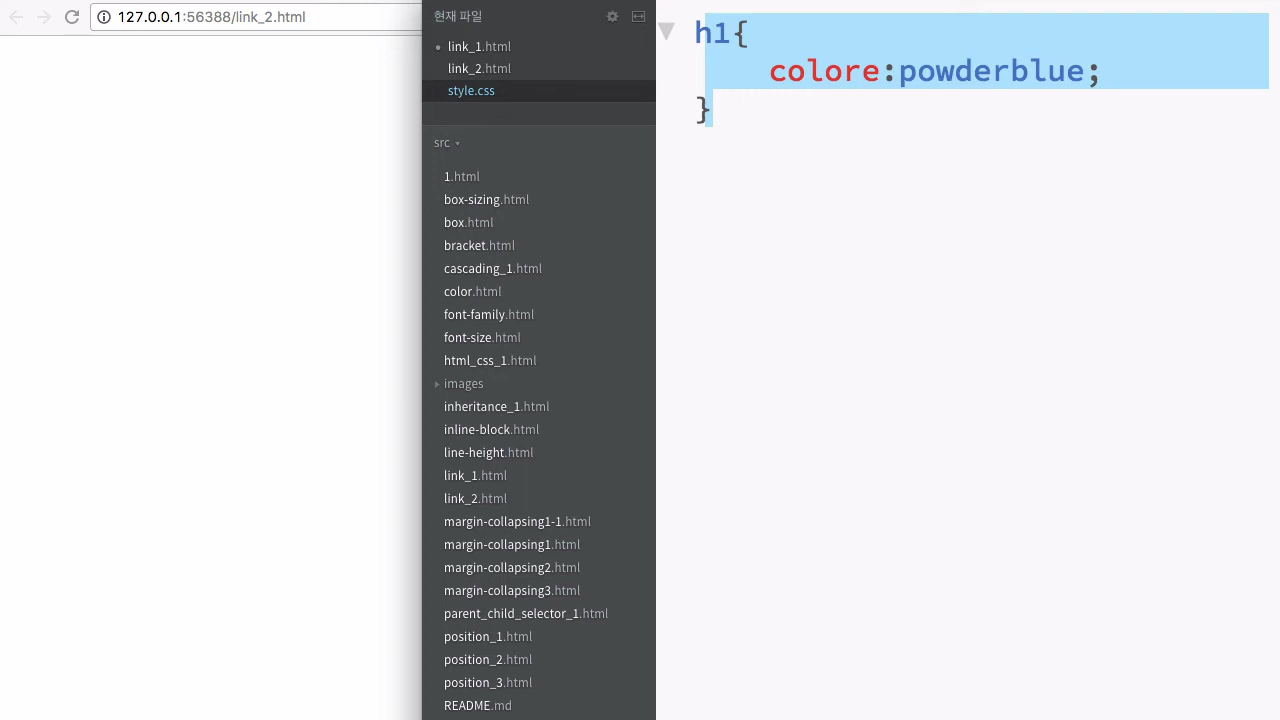 127.0.0.1:56388/link_2.html
현재 파일
link_1.html
link_2.html
style.css
src
1.html
box-sizing.html
box.html
bracket.html
cascading_1.html
color.html
font-family.html
font-size.html
html_css_1.html
images
inheritance_1.html
inline-block.html
line-height.html
link_1.html
link_2.html
margin-collapsing1-1.html
margin-collapsing1.html
margin-collapsing2.html
margin-collapsing3.html
parent_child_selector_1.html
position_1.html
position_2.html
position_3.html
README.md
h1{
colore:powderblue;
}